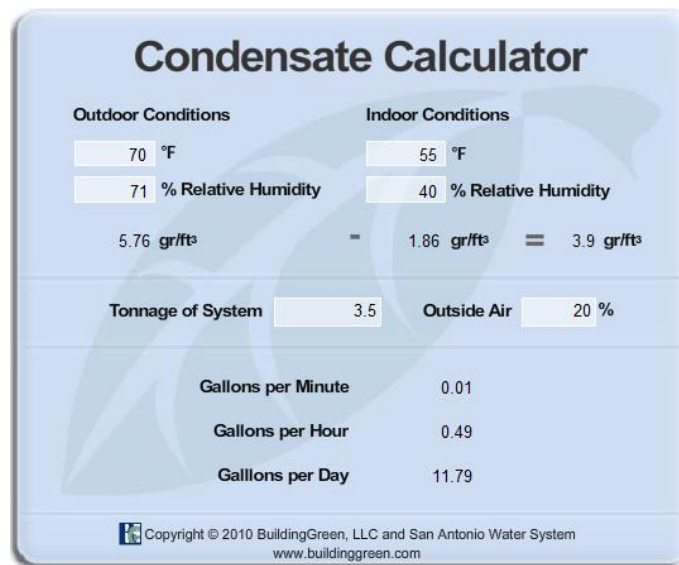 Condensate Calculator
Outdoor Conditions Indoor Conditions
70 °F 55 °F
71 % Relative Humidity 40 % Relative Humidity
5.76 gr/ft³ - 1.86 gr/ft³ = 3.9 gr/ft³
Tonnage of System 3.5 Outside Air 20 %
Gallons per Minute 0.01
Gallons per Hour 0.49
Galllons per Day 11.79
Copyright © 2010 BuildingGreen, LLC and San Antonio Water System
www.buildinggreen.com